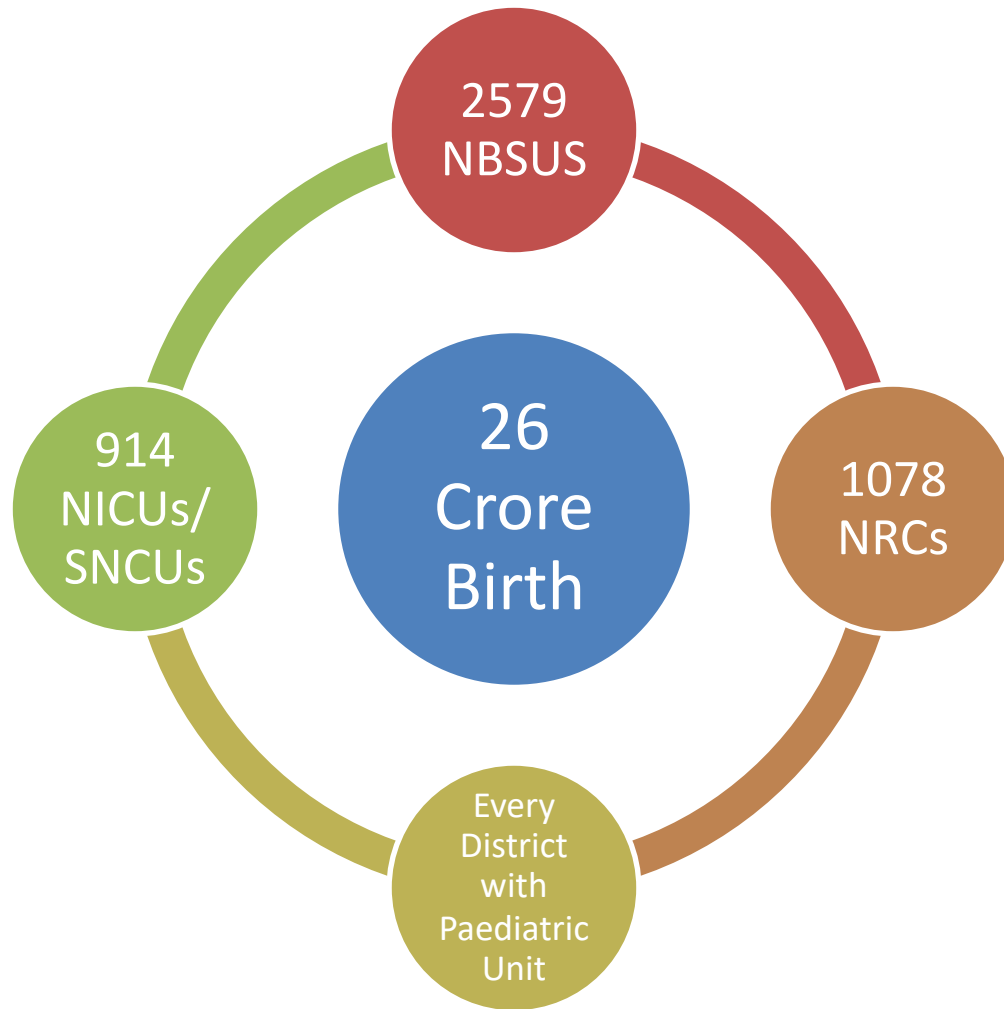 2579
NBSUS
914
NICUs/
SNCUs
26
Crore
Birth
1078
NRCs
Every
District
with
Paediatric
Unit